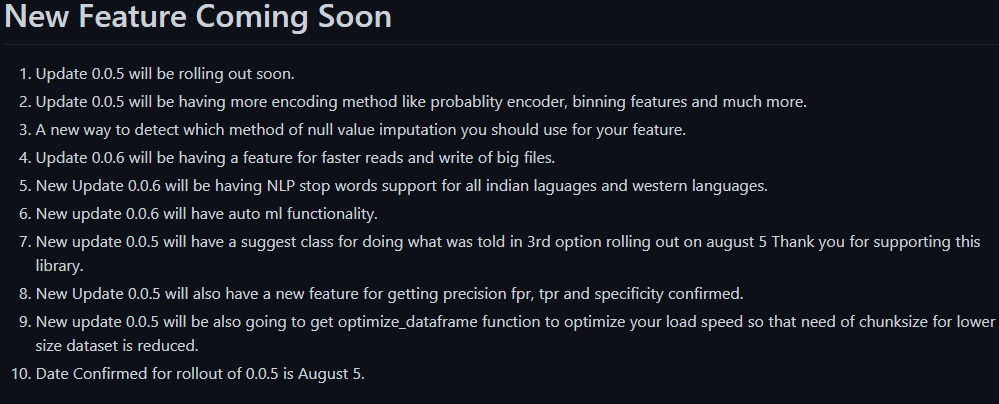 New Feature Coming Soon
1. Update 0.0.5 will be rolling out soon.
2. Update 0.0.5 will be having more encoding method like probablity encoder, binning features and much more.
3. A new way to detect which method of null value imputation you should use for your feature.
4. Update 0.0.6 will be having a feature for faster reads and write of big files.
5. New Update 0.0.6 will be having NLP stop words support for all indian laguages and western languages.
6. New update 0.0.6 will have auto ml functionality.
7. New update 0.0.5 will have a suggest class for doing what was told in 3rd option rolling out on august 5 Thank you for supporting this
library.
8. New Update 0.0.5 will also have a new feature for getting precision fpr, tpr and specificity confirmed.
9. New update 0.0.5 will be also going to get optimize_dataframe function to optimize your load speed so that need of chunksize for lower
size dataset is reduced.
10. Date Confirmed for rollout of 0.0.5 is August 5.